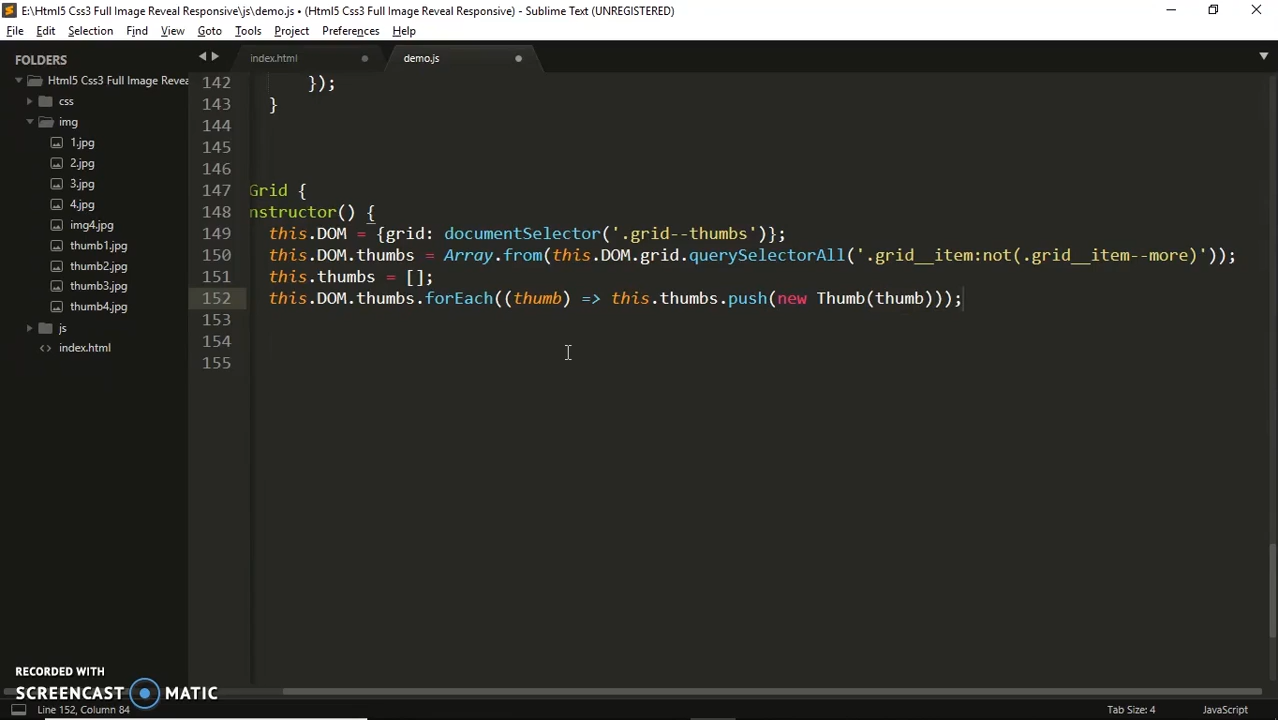 E:\Html5 Css3 Full Image Reveal Responsive\js\demo.js • (Html5 Css3 Full Image Reveal Responsive) - Sublime Text (UNREGISTERED)
File Edit Selection Find View Goto Tools Project Preferences Help
FOLDERS
Html5 Css3 Full Image Revea
css
img
1.jpg
2.jpg
3.jpg
4.jpg
img4.jpg
thumb1.jpg
thumb2.jpg
thumb3.jpg
thumb4.jpg
js
index.html
index.html demo.js
142 });
143 }
144
145
146
147 Grid {
148 nstructor() {
149 this.DOM = {grid: documentSelector('.grid--thumbs')};
150 this.DOM.thumbs = Array.from(this.DOM.grid.querySelectorAll('.grid__item:not(.grid__item--more)'));
151 this.thumbs = [];
152 this.DOM.thumbs.forEach((thumb) => this.thumbs.push(new Thumb(thumb)));
153
154
155
RECORDED WITH
SCREENCAST MATIC
Line 152, Column 84 Tab Size: 4 JavaScript